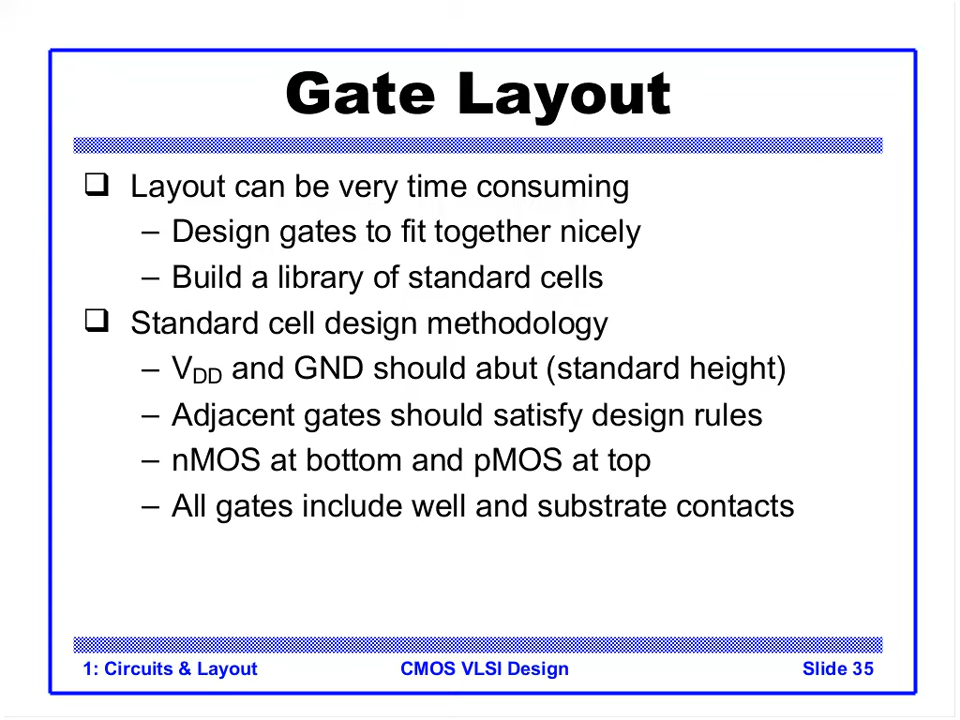 Gate Layout
❑ Layout can be very time consuming
– Design gates to fit together nicely
– Build a library of standard cells
❑ Standard cell design methodology
– VDD and GND should abut (standard height)
– Adjacent gates should satisfy design rules
– nMOS at bottom and pMOS at top
– All gates include well and substrate contacts
1: Circuits & Layout CMOS VLSI Design Slide 35